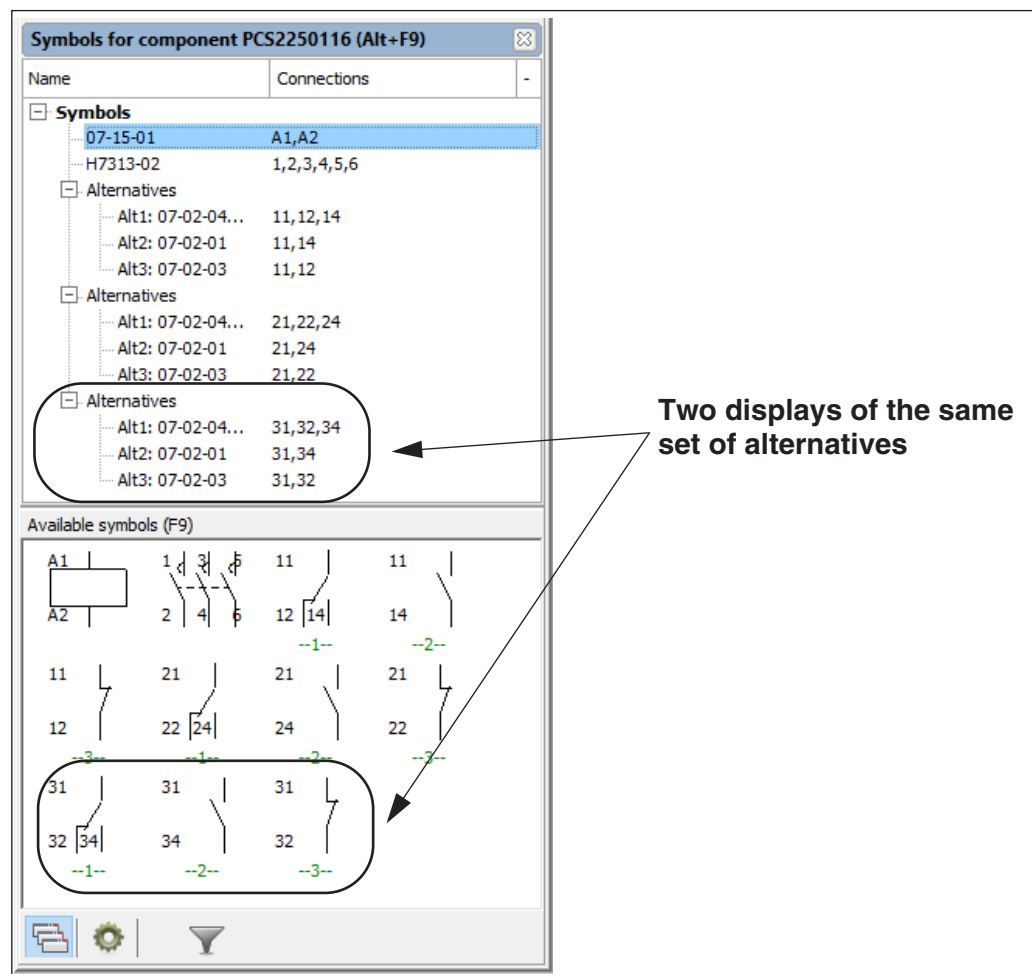 Symbols for component PCS2250116 (Alt+F9)
Name Connections -
Symbols
07-15-01 A1,A2
H7313-02 1,2,3,4,5,6
Alternatives
Alt1: 07-02-04... 11,12,14
Alt2: 07-02-01 11,14
Alt3: 07-02-03 11,12
Alternatives
Alt1: 07-02-04... 21,22,24
Alt2: 07-02-01 21,24
Alt3: 07-02-03 21,22
Alternatives
Alt1: 07-02-04... 31,32,34
Alt2: 07-02-01 31,34
Alt3: 07-02-03 31,32
Two displays of the same
set of alternatives
Available symbols (F9)
A1 1 3 5 11 11
A2 2 4 6 12 14 14
--1-- --2--
11 21 21 21
12 22 24 24 22
--3-- --1-- --2-- --3--
31 31 31
32 34 34 32
--1-- --2-- --3--